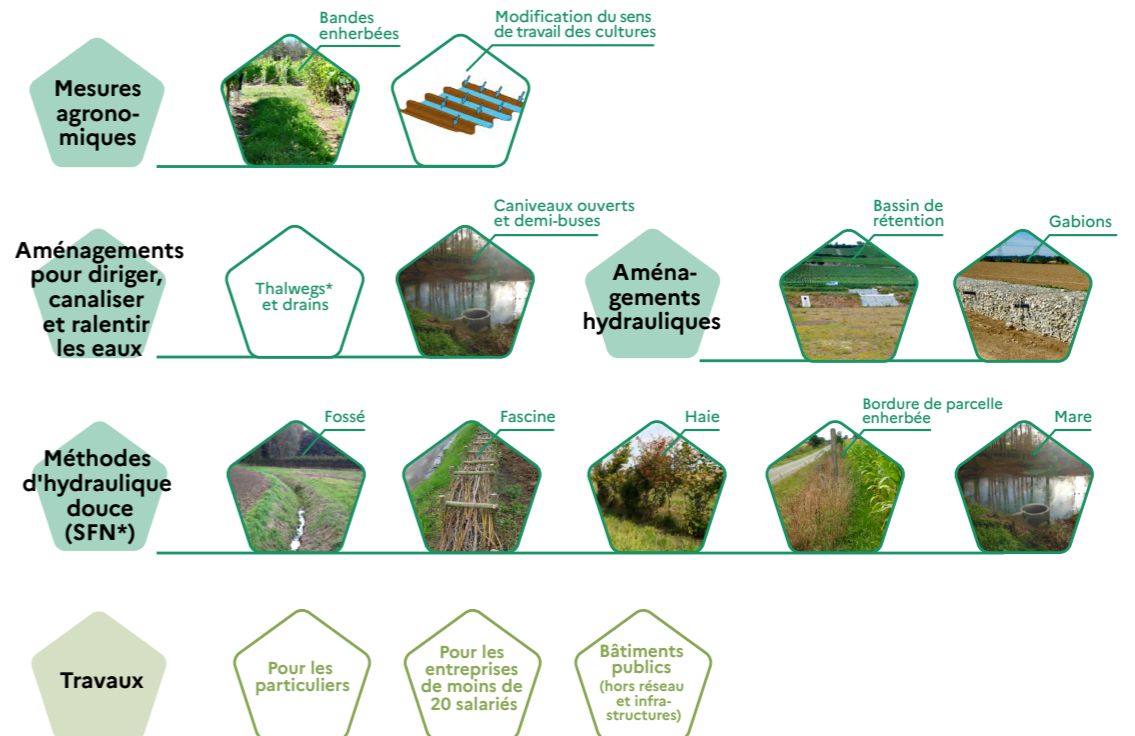 Mesures
agrono-
miques
Bandes
enherbées
Modification du sens
de travail des cultures
Aménagements
pour diriger,
canaliser
et ralentir
les eaux
Thalwegs*
et drains
Caniveaux ouverts
et demi-buses
Aména-
gements
hydrauliques
Bassin de
rétention
Gabions
Méthodes
d'hydraulique
douce
(SFN*)
Fossé
Fascine
Haie
Bordure de parcelle
enherbée
Mare
Travaux
Pour les
particuliers
Pour les
entreprises
de moins de
20 salariés
Bâtiments
publics
(hors réseau
et infra-
structures)